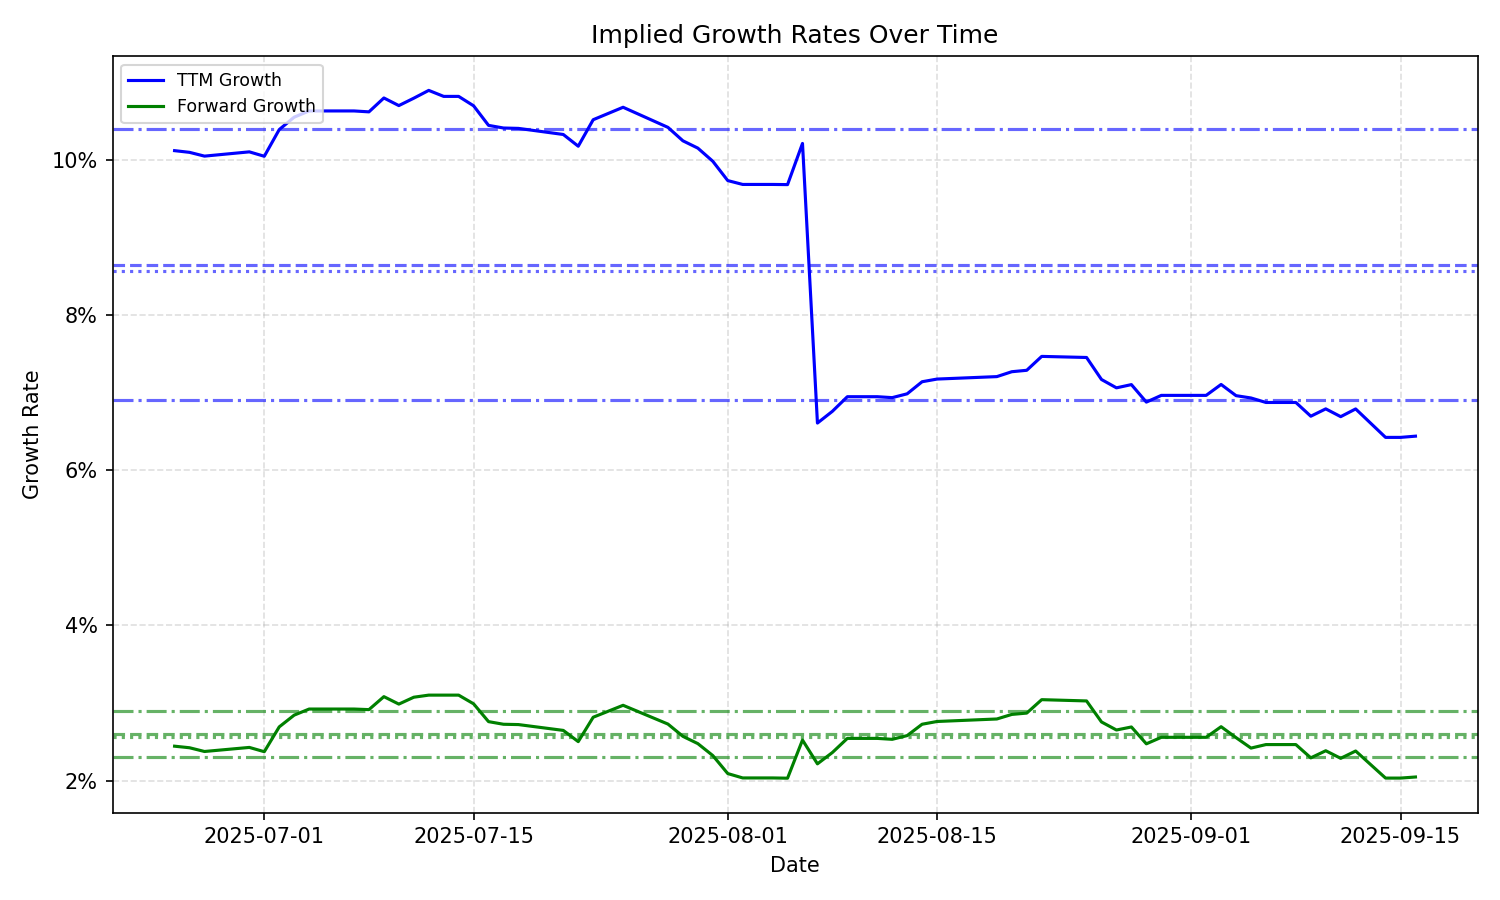 Implied Growth Rates Over Time
TTM Growth
Forward Growth
10%
8%
6%
4%
2%
Growth Rate
2025-07-01
2025-07-15
2025-08-01
2025-08-15
2025-09-01
2025-09-15
Date